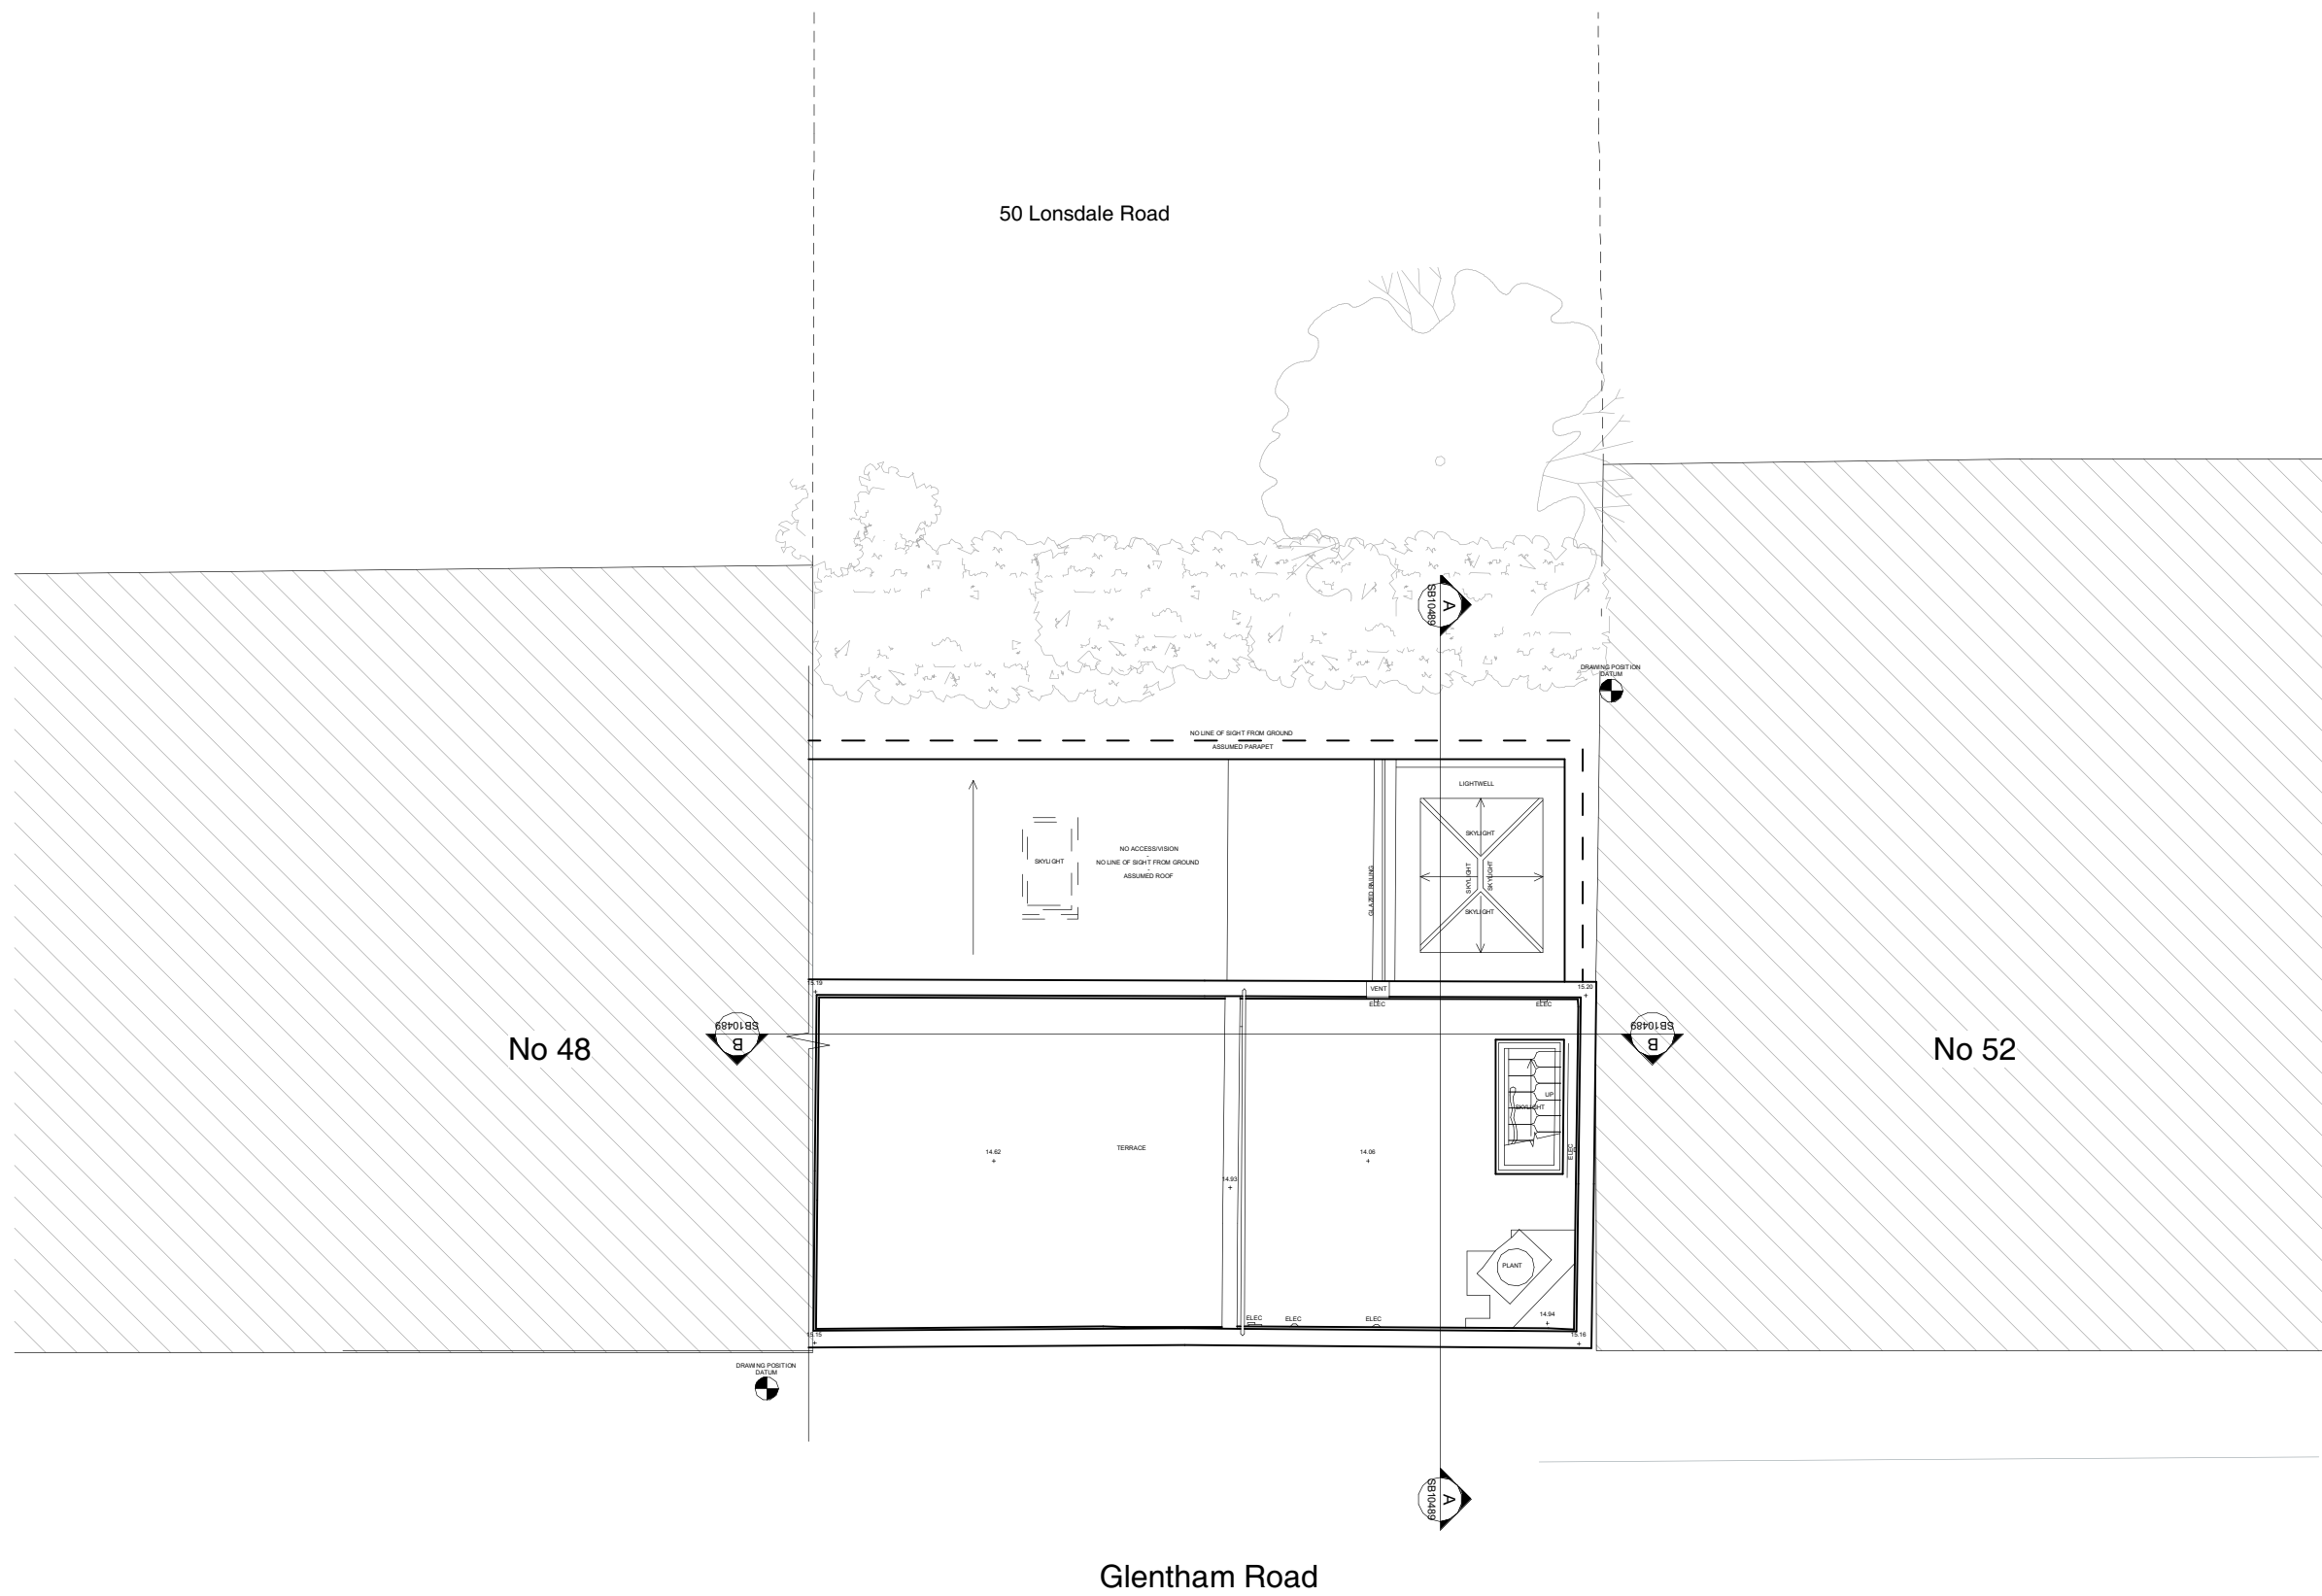 50 Lonsdale Road
A
SB10489
DRAWING POSITION
DATUM
NO LINE OF SIGHT FROM GROUND
ASSUMED PARAPET
LIGHTWELL
SKYLIGHT
SKYLIGHT
SKYLIGHT
SKYLIGHT
GLAZED RAILING
SKYLIGHT
NO ACCESS/VISION
-
NO LINE OF SIGHT FROM GROUND
-
ASSUMED ROOF
15.19
VENT
15.20
ELEC
ELEC
SB10489
B
SB10489
B
No 48
No 52
UP
SKYLIGHT
ELEC
TERRACE
14.62
14.06
14.93
PLANT
14.94
ELEC
ELEC
ELEC
15.15
15.16
DRAWING POSITION
DATUM
A
SB10489
Glentham Road